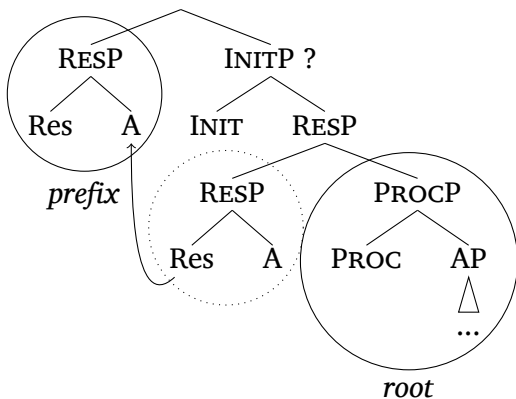 RESP INITP ?
Res A INIT RESP
prefix RESP PROCP
Res A PROC AP
...
root